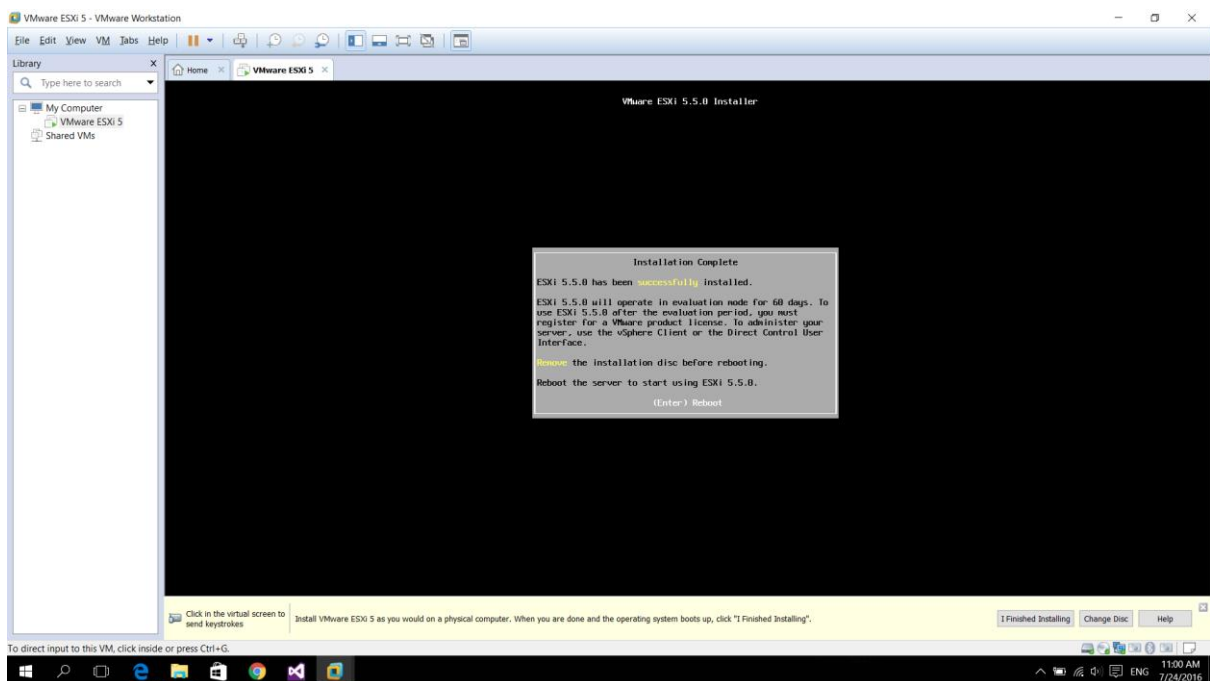 VMware ESXi 5 - VMware Workstation
File Edit View VM Tabs Help
Library
Type here to search
My Computer
VMware ESXi 5
Shared VMs
Home
VMware ESXi 5
VMware ESXi 5.5.0 Installer
Installation Complete
ESXi 5.5.0 has been successfully installed.
ESXi 5.5.0 will operate in evaluation mode for 60 days. To
use ESXi 5.5.0 after the evaluation period, you must
register for a VMware product license. To administer your
server, use the vSphere Client or the Direct Control User
Interface.
Remove the installation disc before rebooting.
Reboot the server to start using ESXi 5.5.0.
(Enter) Reboot
Click in the virtual screen to
send keystrokes
Install VMware ESXi 5 as you would on a physical computer. When you are done and the operating system boots up, click "I Finished Installing".
I Finished Installing
Change Disc
Help
To direct input to this VM, click inside or press Ctrl+G.
ENG
11:00 AM
7/24/2016